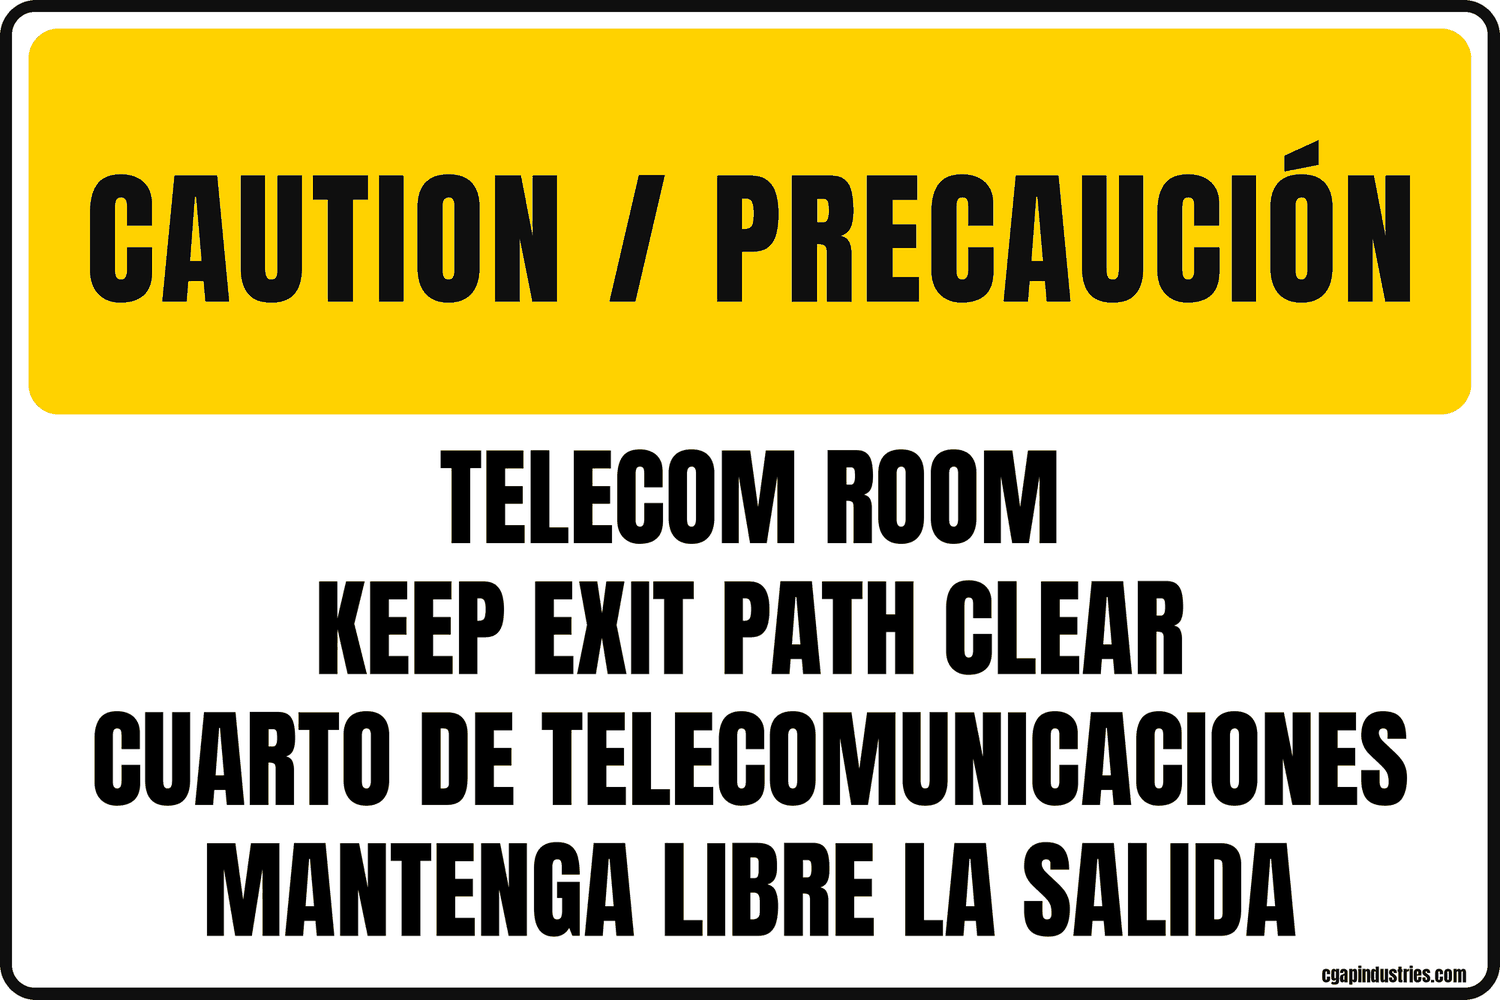 CAUTION / PRECAUCIÓN
TELECOM ROOM
KEEP EXIT PATH CLEAR
CUARTO DE TELECOMUNICACIONES
MANTENGA LIBRE LA SALIDA
cgapindustries.com